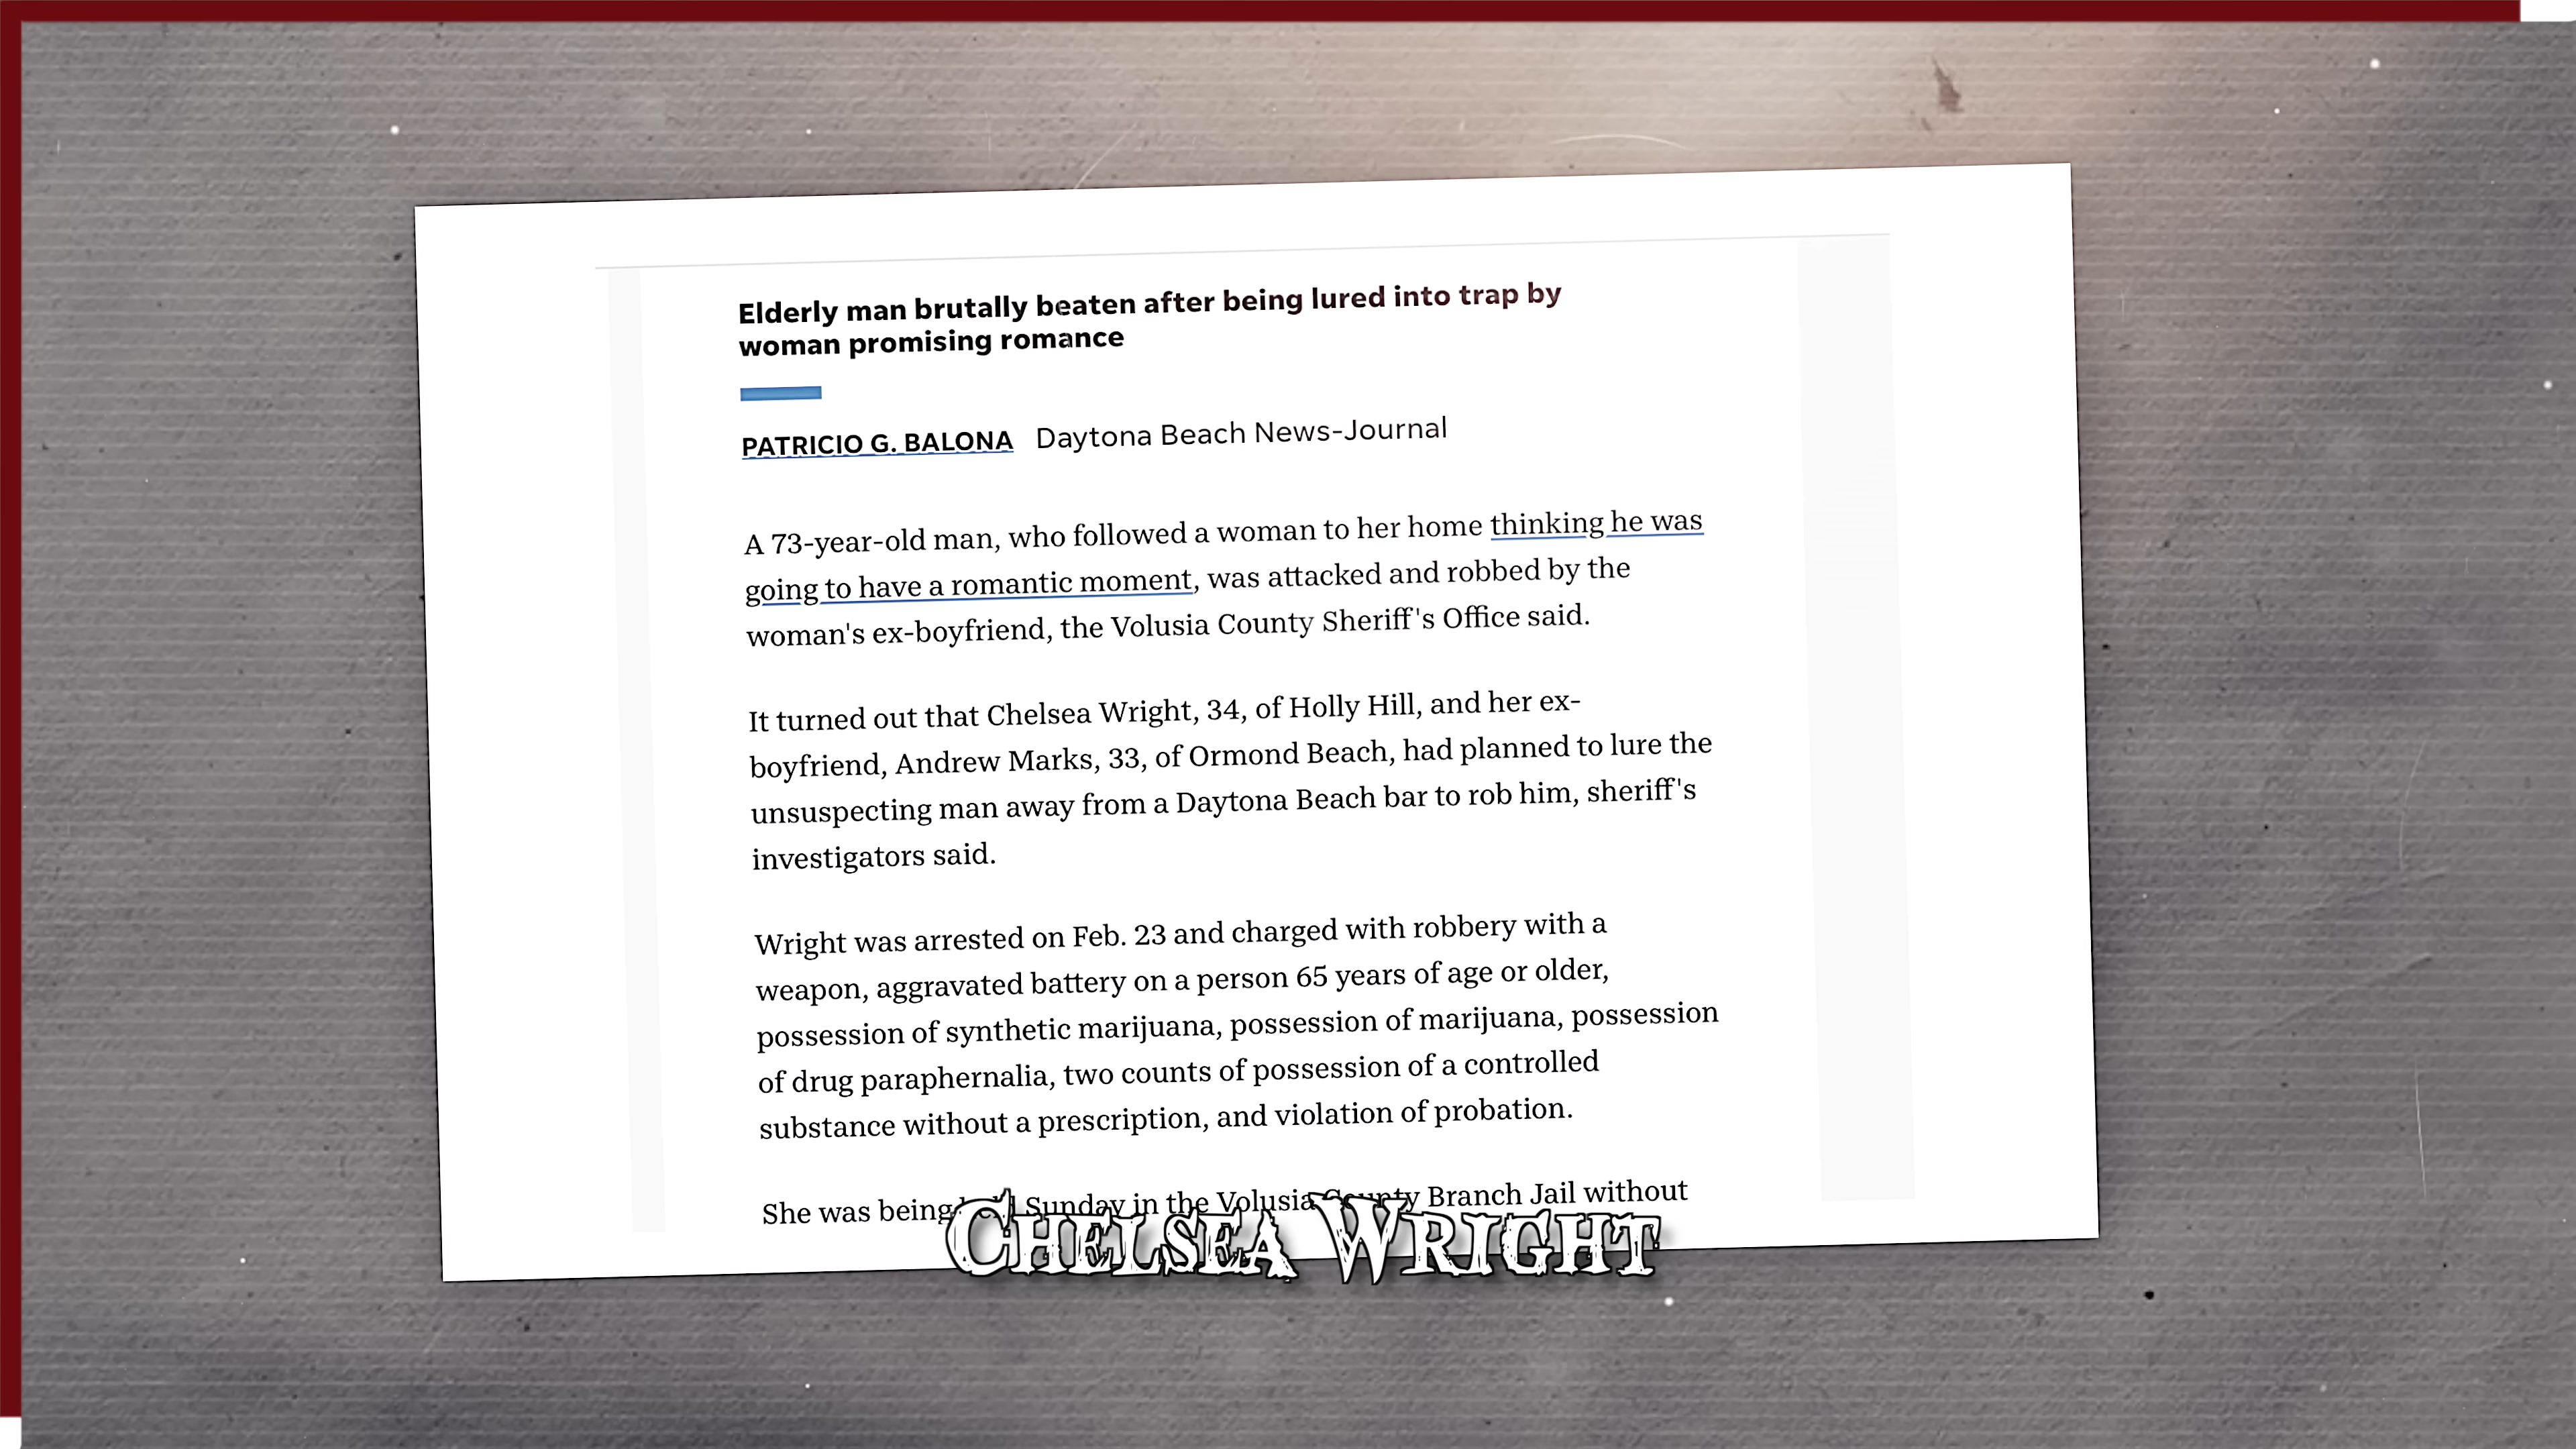 Elderly man brutally beaten after being lured into trap by
woman promising romance
PATRICIO G. BALONA Daytona Beach News-Journal
A 73-year-old man, who followed a woman to her home thinking he was
going to have a romantic moment, was attacked and robbed by the
woman's ex-boyfriend, the Volusia County Sheriff's Office said.
It turned out that Chelsea Wright, 34, of Holly Hill, and her ex-
boyfriend, Andrew Marks, 33, of Ormond Beach, had planned to lure the
unsuspecting man away from a Daytona Beach bar to rob him, sheriff's
investigators said.
Wright was arrested on Feb. 23 and charged with robbery with a
weapon, aggravated battery on a person 65 years of age or older,
possession of synthetic marijuana, possession of marijuana, possession
of drug paraphernalia, two counts of possession of a controlled
substance without a prescription, and violation of probation.
She was being Sunday in the Volusia County Branch Jail without
Chelsea Wright